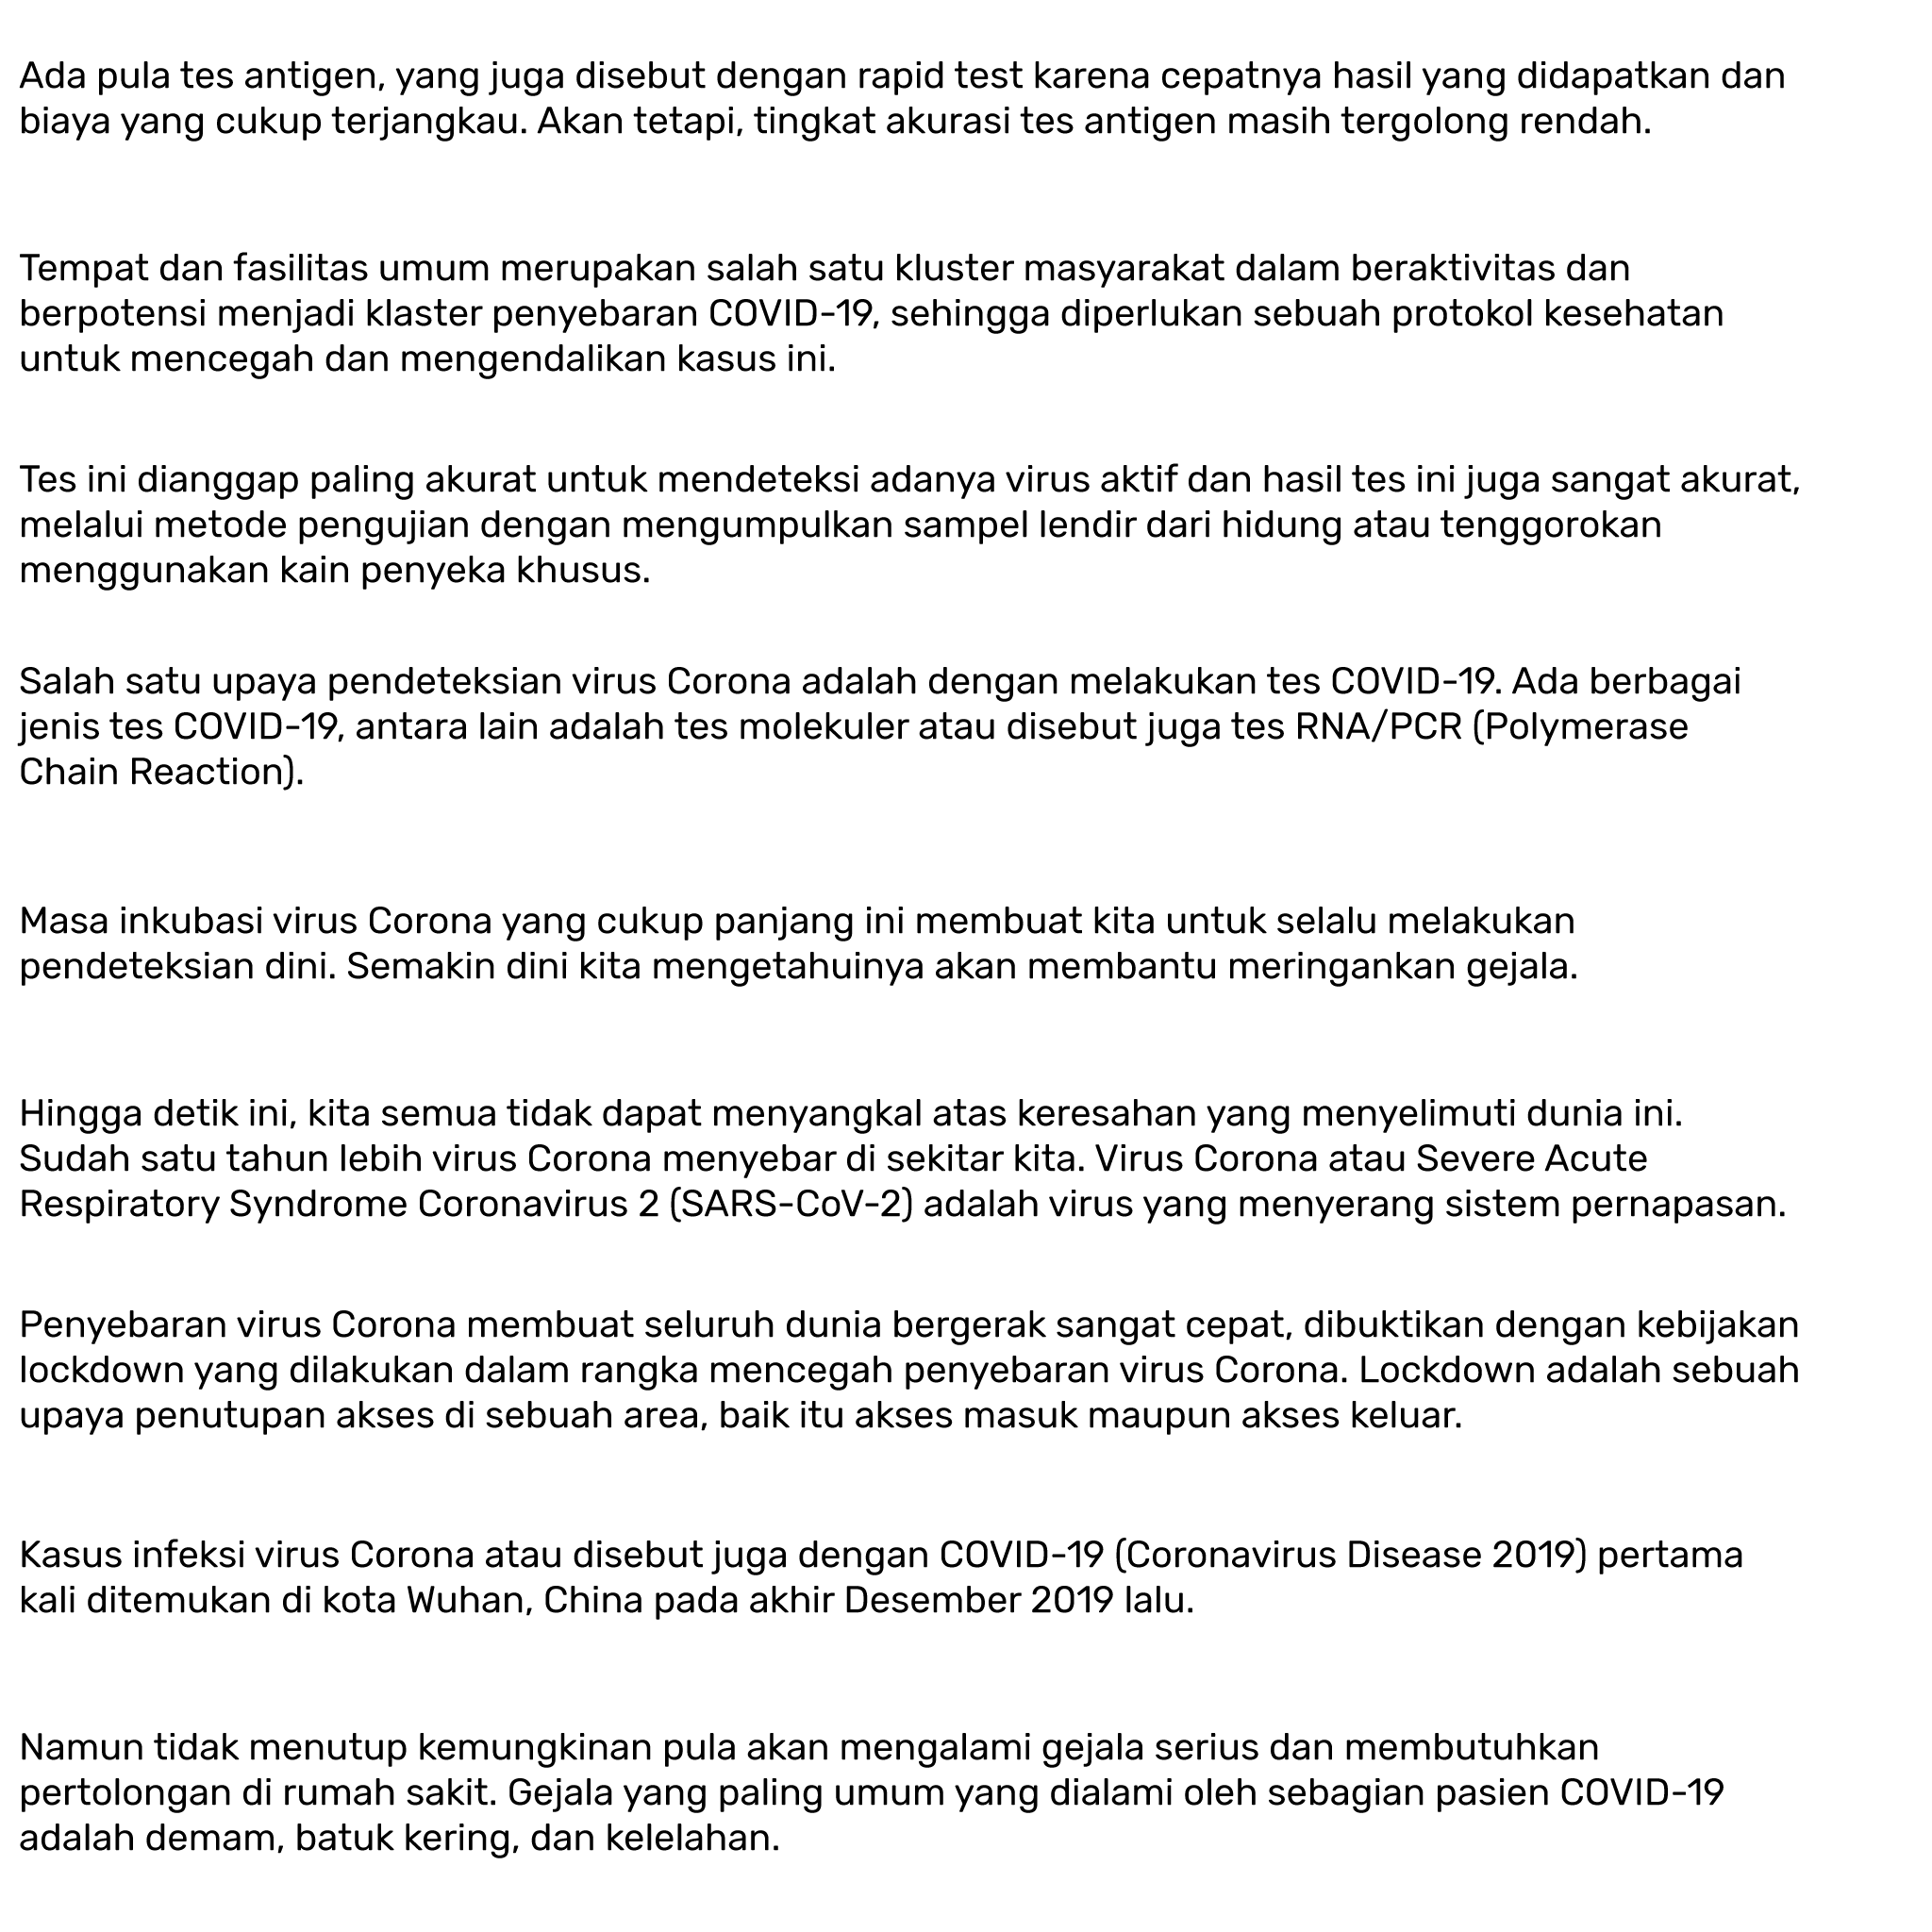 Ada pula tes antigen, yang juga disebut dengan rapid test karena cepatnya hasil yang didapatkan dan
biaya yang cukup terjangkau. Akan tetapi, tingkat akurasi tes antigen masih tergolong rendah.
Tempat dan fasilitas umum merupakan salah satu kluster masyarakat dalam beraktivitas dan
berpotensi menjadi klaster penyebaran COVID-19, sehingga diperlukan sebuah protokol kesehatan
untuk mencegah dan mengendalikan kasus ini.
Tes ini dianggap paling akurat untuk mendeteksi adanya virus aktif dan hasil tes ini juga sangat akurat,
melalui metode pengujian dengan mengumpulkan sampel lendir dari hidung atau tenggorokan
menggunakan kain penyeka khusus.
Salah satu upaya pendeteksian virus Corona adalah dengan melakukan tes COVID-19. Ada berbagai
jenis tes COVID-19, antara lain adalah tes molekuler atau disebut juga tes RNA/PCR (Polymerase
Chain Reaction).
Masa inkubasi virus Corona yang cukup panjang ini membuat kita untuk selalu melakukan
pendeteksian dini. Semakin dini kita mengetahuinya akan membantu meringankan gejala.
Hingga detik ini, kita semua tidak dapat menyangkal atas keresahan yang menyelimuti dunia ini.
Sudah satu tahun lebih virus Corona menyebar di sekitar kita. Virus Corona atau Severe Acute
Respiratory Syndrome Coronavirus 2 (SARS-CoV-2) adalah virus yang menyerang sistem pernapasan.
Penyebaran virus Corona membuat seluruh dunia bergerak sangat cepat, dibuktikan dengan kebijakan
lockdown yang dilakukan dalam rangka mencegah penyebaran virus Corona. Lockdown adalah sebuah
upaya penutupan akses di sebuah area, baik itu akses masuk maupun akses keluar.
Kasus infeksi virus Corona atau disebut juga dengan COVID-19 (Coronavirus Disease 2019) pertama
kali ditemukan di kota Wuhan, China pada akhir Desember 2019 lalu.
Namun tidak menutup kemungkinan pula akan mengalami gejala serius dan membutuhkan
pertolongan di rumah sakit. Gejala yang paling umum yang dialami oleh sebagian pasien COVID-19
adalah demam, batuk kering, dan kelelahan.